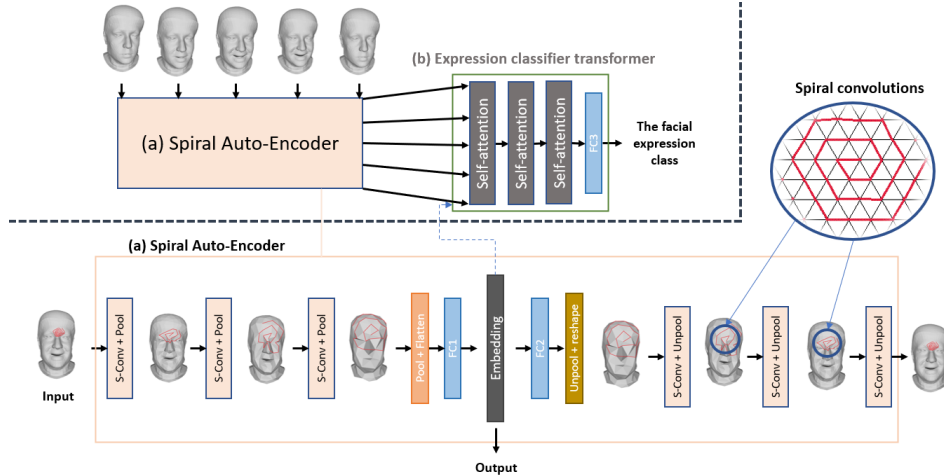 (b) Expression classifier transformer
(a) Spiral Auto-Encoder
Self-attention
Self-attention
Self-attention
FC3
The facial
expression
class
Spiral convolutions
(a) Spiral Auto-Encoder
Input
S-Conv + Pool
S-Conv + Pool
S-Conv + Pool
Pool + Flatten
FC1
Embedding
FC2
Unpool + reshape
S-Conv + Unpool
S-Conv + Unpool
S-Conv + Unpool
Output